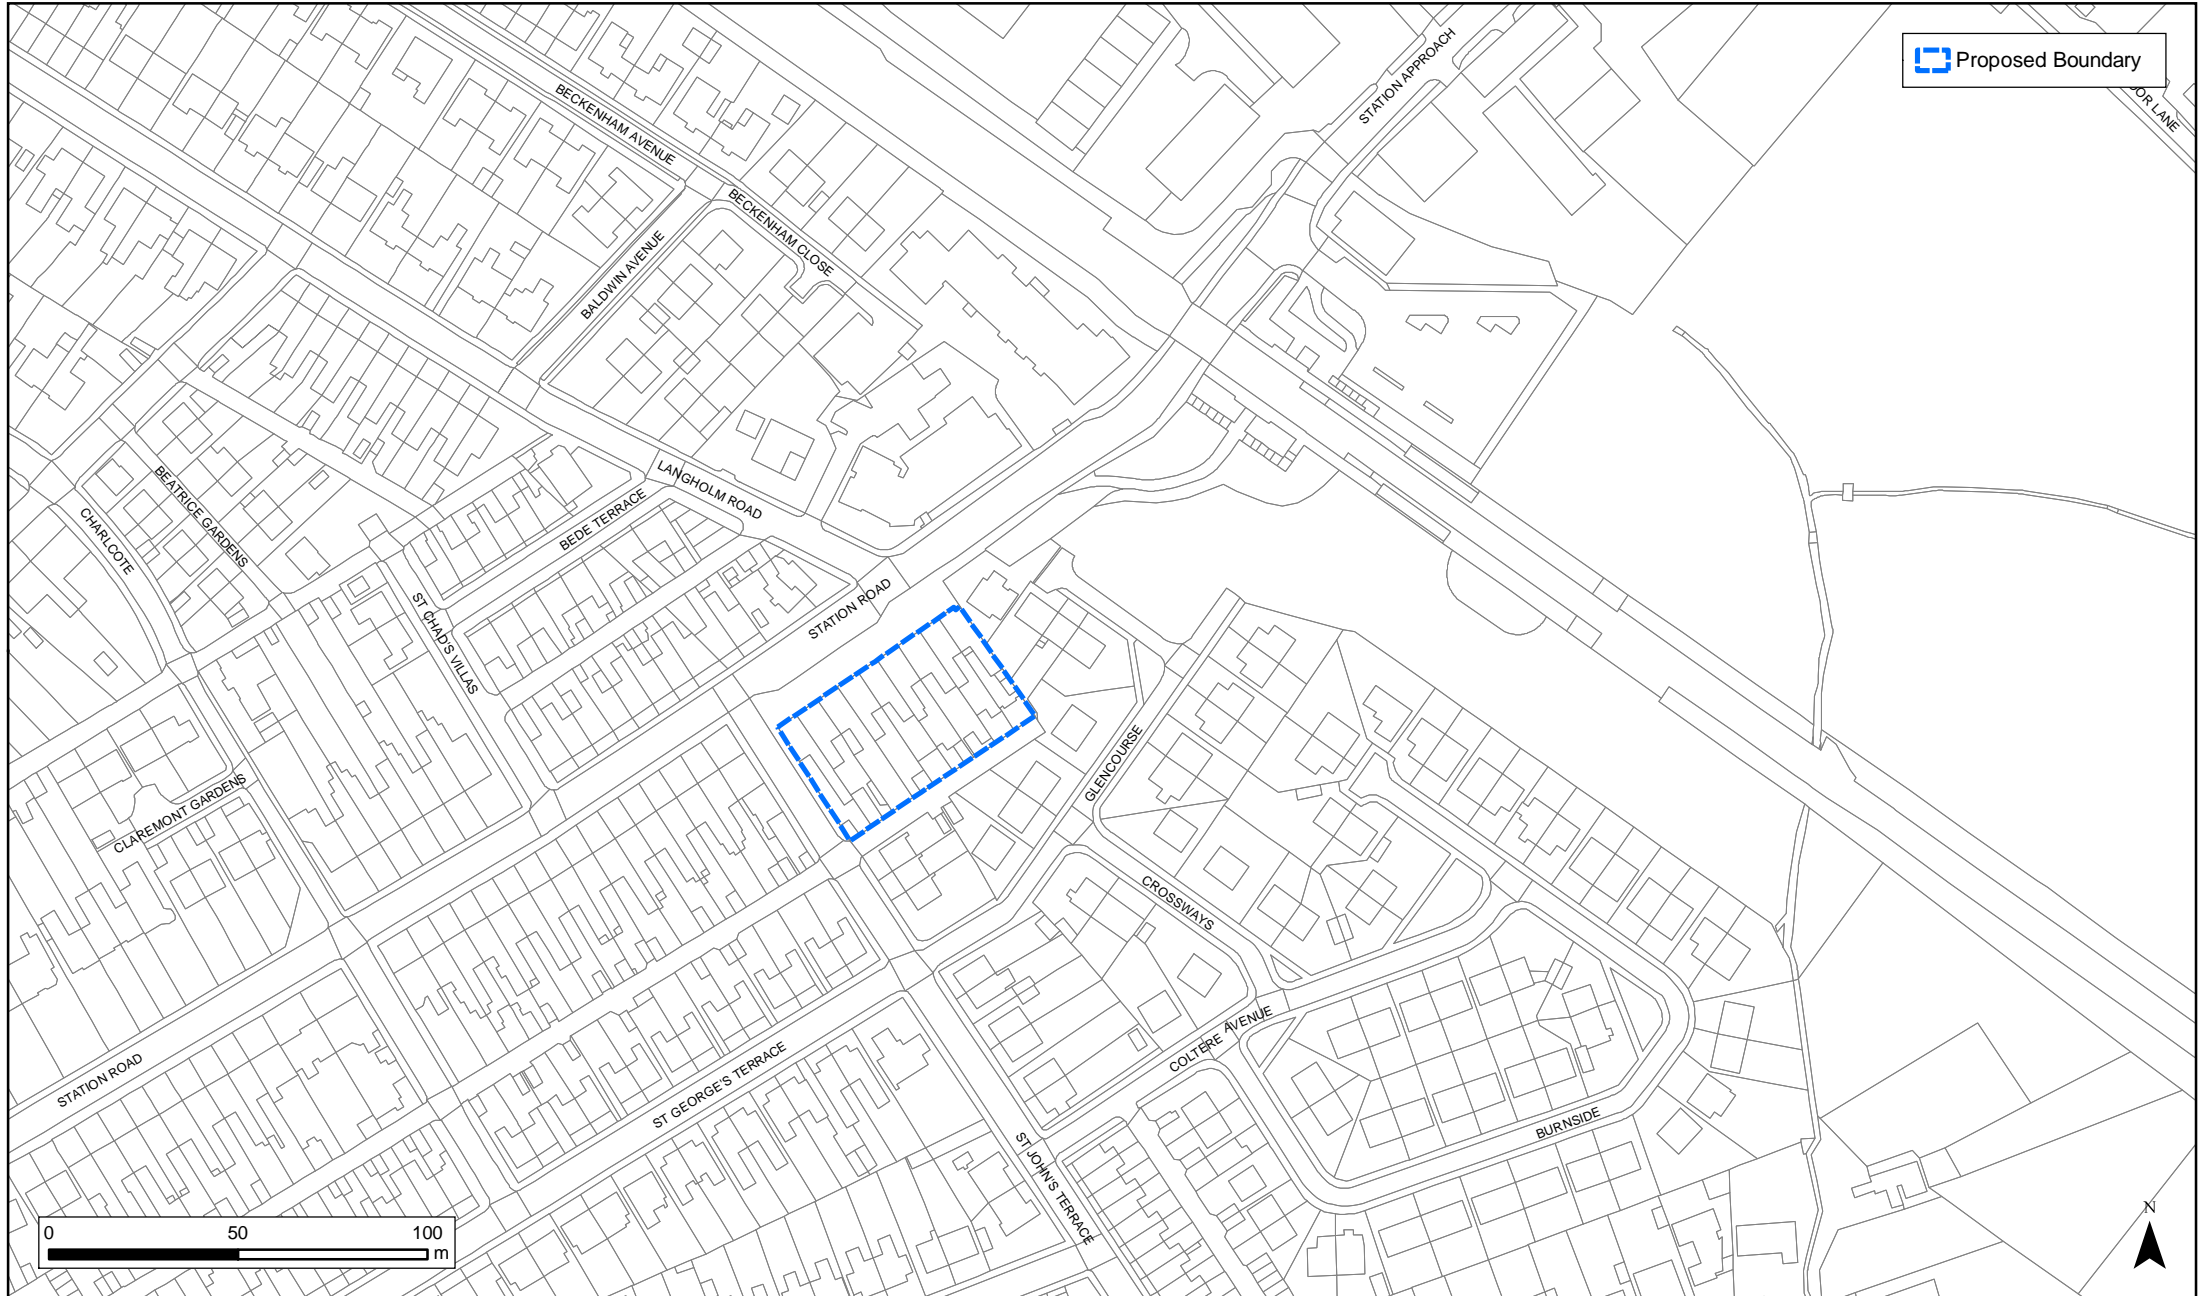 STATION APPROACH
Proposed Boundary
LANE
BECKENHAM AVENUE
BECKENHAM CLOSE
BALDWIN AVENUE
LANGHOLM ROAD
BEATRICE GARDENS
BEDE TERRACE
CHARLCOTE
STATION ROAD
ST CHAD'S VILLAS
GLENCOURSE
CLAREMONT GARDENS
CROSSWAYS
COLTERE AVENUE
STATION ROAD
ST GEORGE'S TERRACE
BURNSIDE
ST JOHN'S TERRACE
0 50 100
m
N